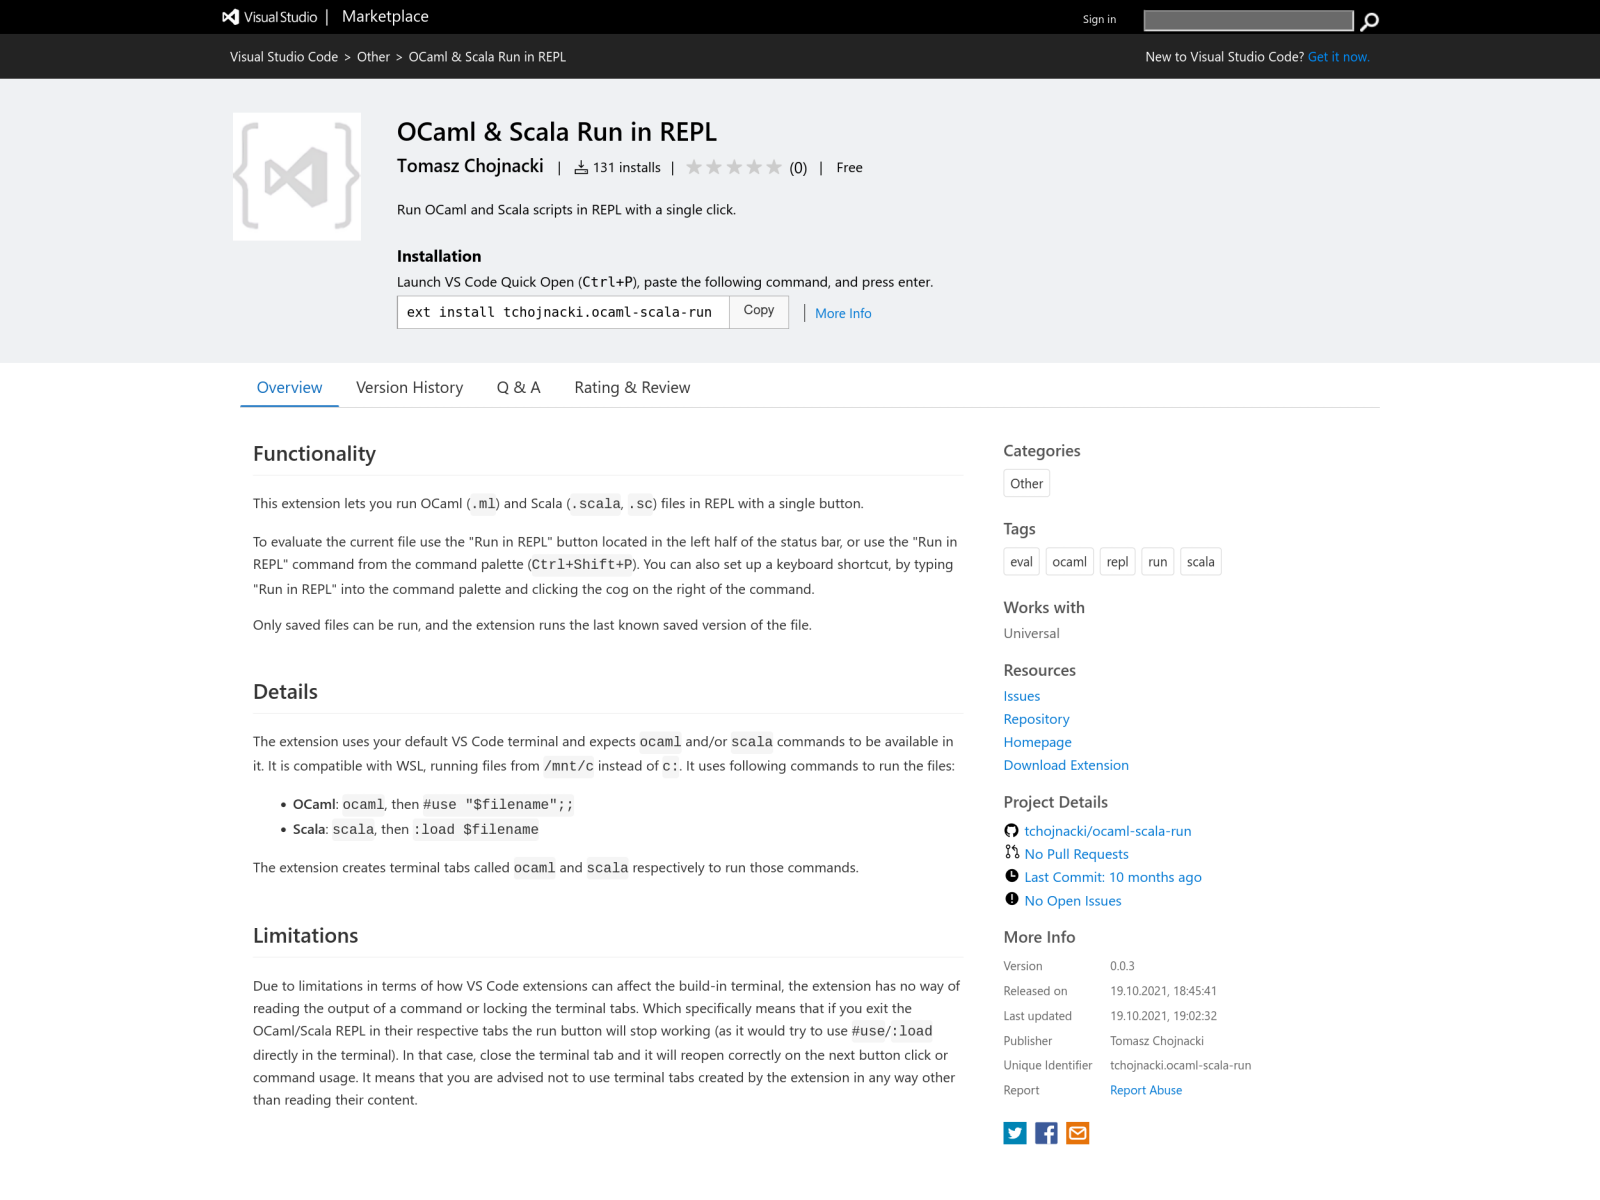 Visual Studio | Marketplace
Sign in
Visual Studio Code > Other > OCaml & Scala Run in REPL
New to Visual Studio Code? Get it now.
OCaml & Scala Run in REPL
Tomasz Chojnacki | 131 installs | (0) | Free
Run OCaml and Scala scripts in REPL with a single click.
Installation
Launch VS Code Quick Open (Ctrl+P), paste the following command, and press enter.
ext install tchojnacki.ocaml-scala-run Copy | More Info
Overview Version History Q & A Rating & Review
Functionality
This extension lets you run OCaml (.ml) and Scala (.scala, .sc) files in REPL with a single button.
To evaluate the current file use the "Run in REPL" button located in the left half of the status bar, or use the "Run in
REPL" command from the command palette (Ctrl+Shift+P). You can also set up a keyboard shortcut, by typing
"Run in REPL" into the command palette and clicking the cog on the right of the command.
Only saved files can be run, and the extension runs the last known saved version of the file.
Details
The extension uses your default VS Code terminal and expects ocaml and/or scala commands to be available in
it. It is compatible with WSL, running files from /mnt/c instead of c:. It uses following commands to run the files:
• OCaml: ocaml, then #use "$filename";;
• Scala: scala, then :load $filename
The extension creates terminal tabs called ocaml and scala respectively to run those commands.
Limitations
Due to limitations in terms of how VS Code extensions can affect the build-in terminal, the extension has no way of
reading the output of a command or locking the terminal tabs. Which specifically means that if you exit the
OCaml/Scala REPL in their respective tabs the run button will stop working (as it would try to use #use/:load
directly in the terminal). In that case, close the terminal tab and it will reopen correctly on the next button click or
command usage. It means that you are advised not to use terminal tabs created by the extension in any way other
than reading their content.
Categories
Other
Tags
eval ocaml repl run scala
Works with
Universal
Resources
Issues
Repository
Homepage
Download Extension
Project Details
tchojnacki/ocaml-scala-run
No Pull Requests
Last Commit: 10 months ago
No Open Issues
More Info
Version 0.0.3
Released on 19.10.2021, 18:45:41
Last updated 19.10.2021, 19:02:32
Publisher Tomasz Chojnacki
Unique Identifier tchojnacki.ocaml-scala-run
Report Report Abuse